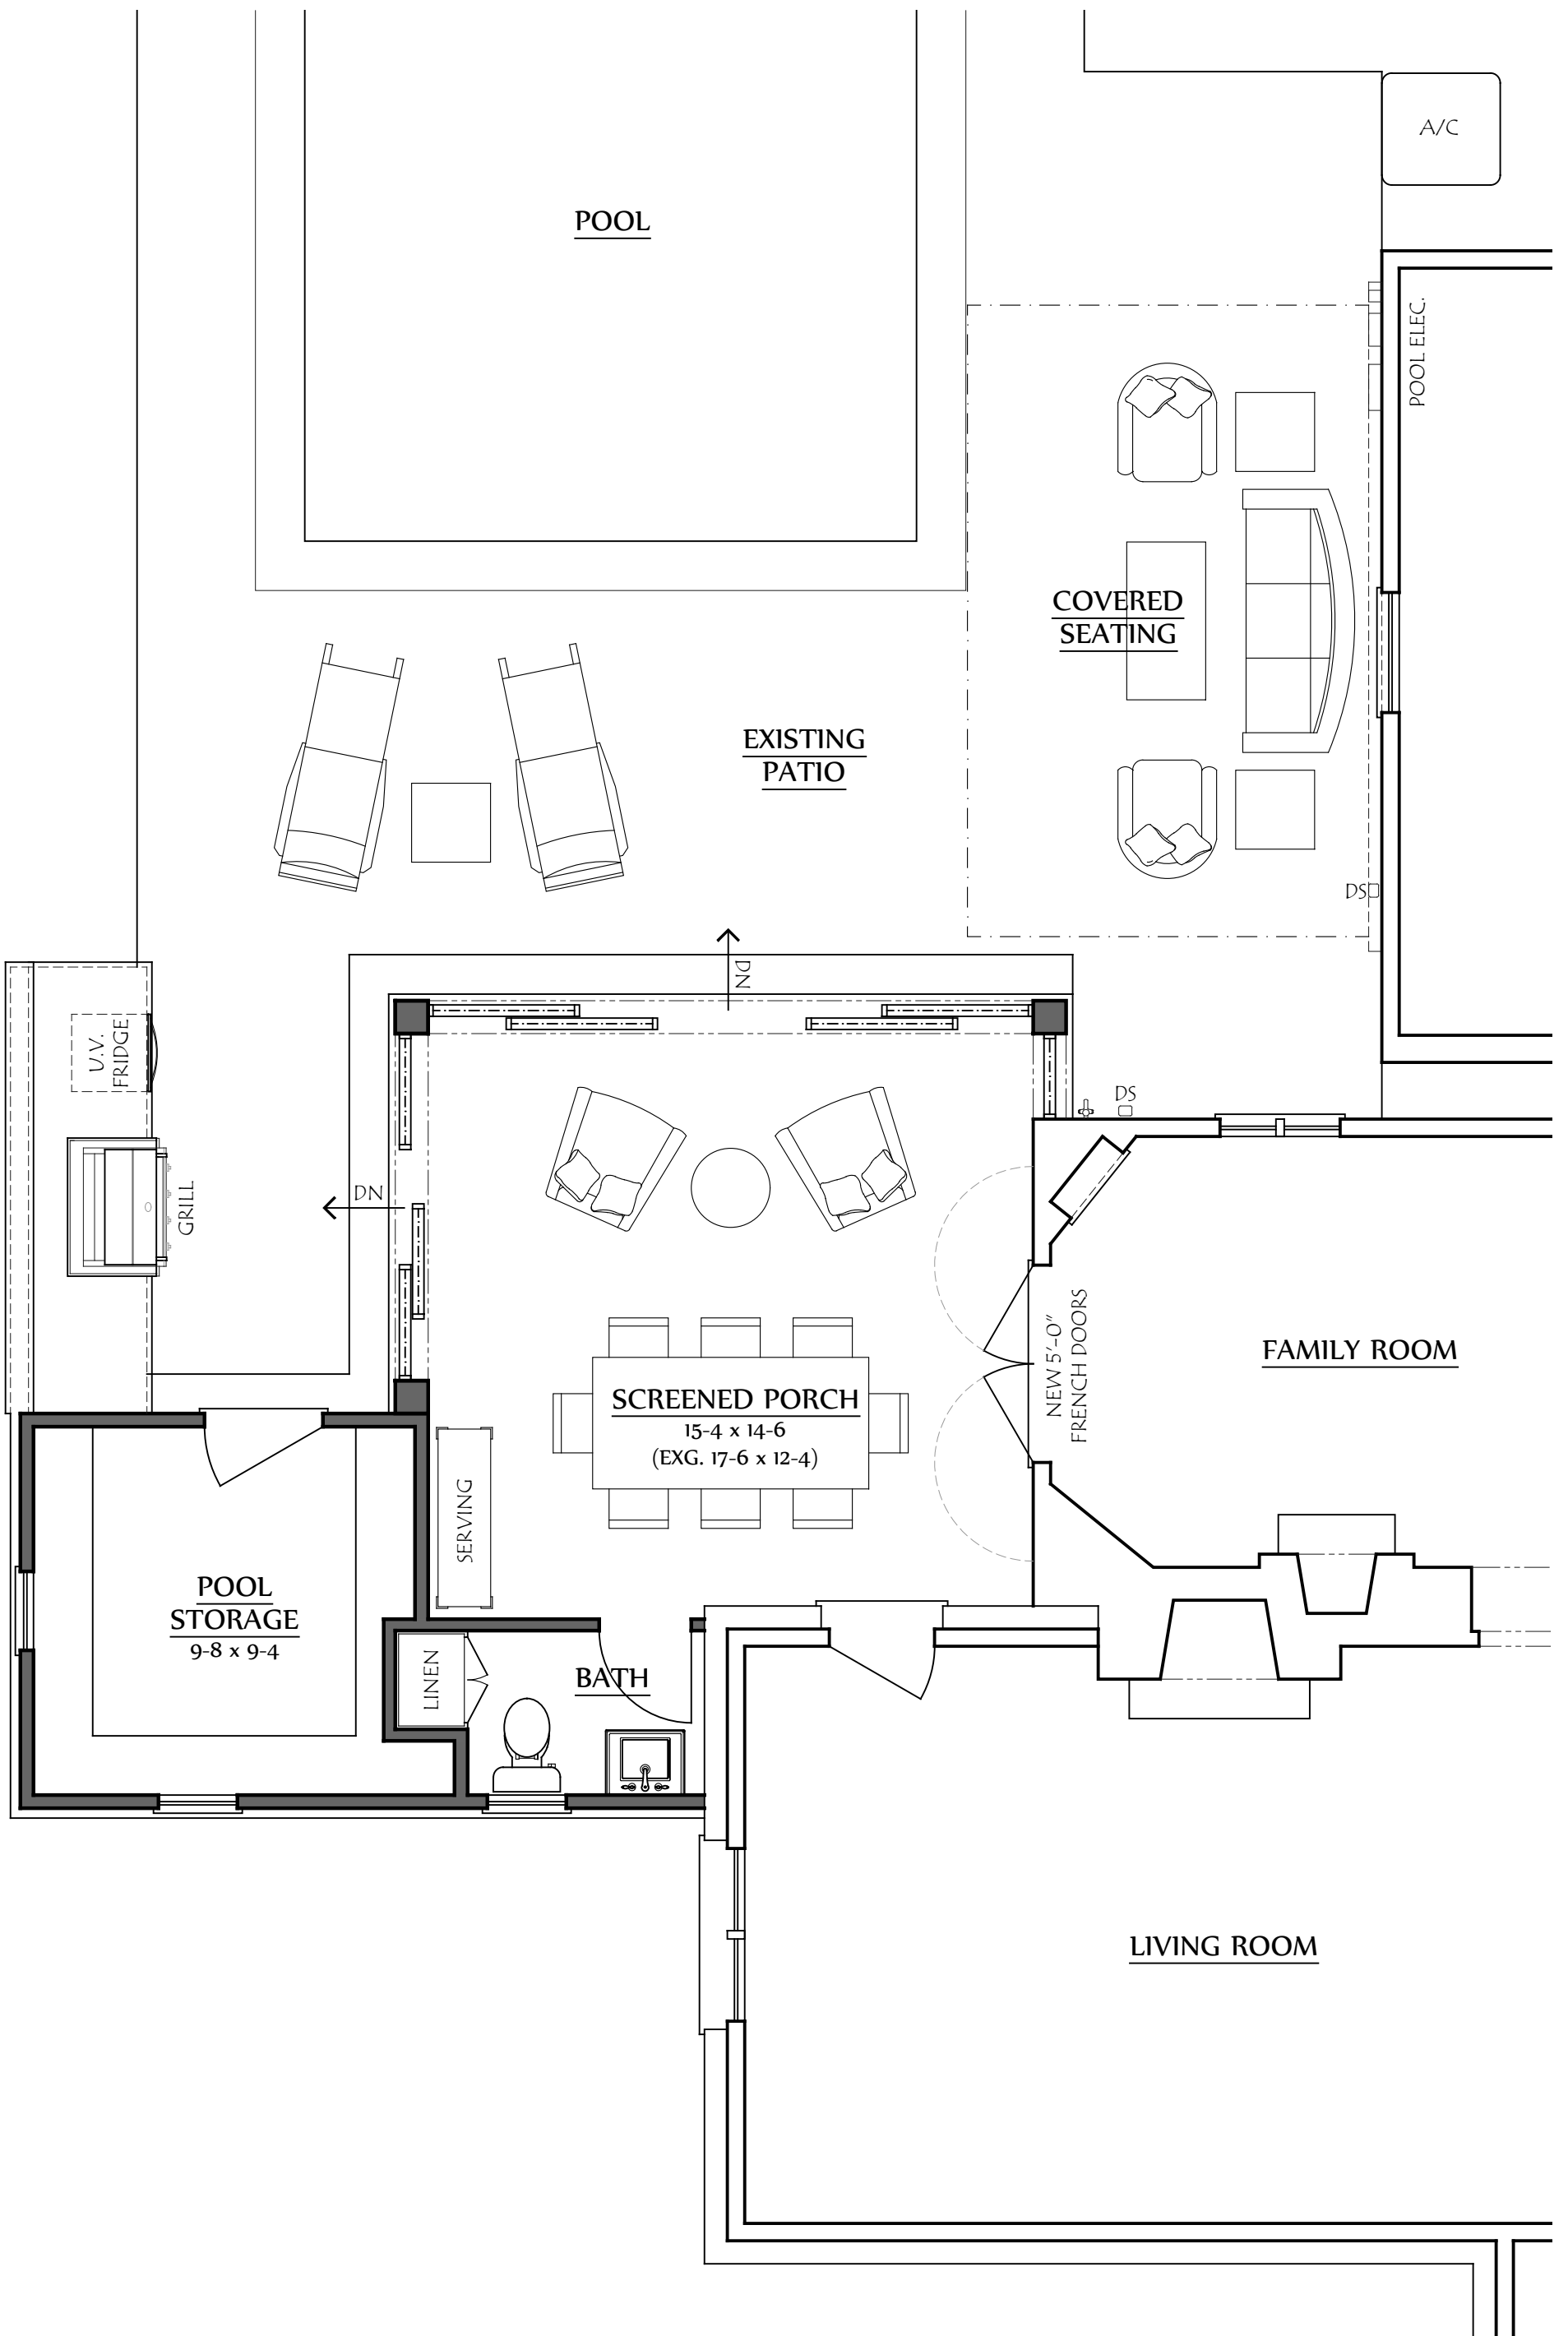 A/C
POOL
POOL ELEC.
COVERED
SEATING
EXISTING
PATIO
DS
DN
U.V.
FRIDGE
DS
DN
GRILL
NEW 5'-0"
FRENCH DOORS
FAMILY ROOM
SCREENED PORCH
15-4 x 14-6
(EXG. 17-6 x 12-4)
SERVING
POOL
STORAGE
9-8 x 9-4
LINEN
BATH
LIVING ROOM